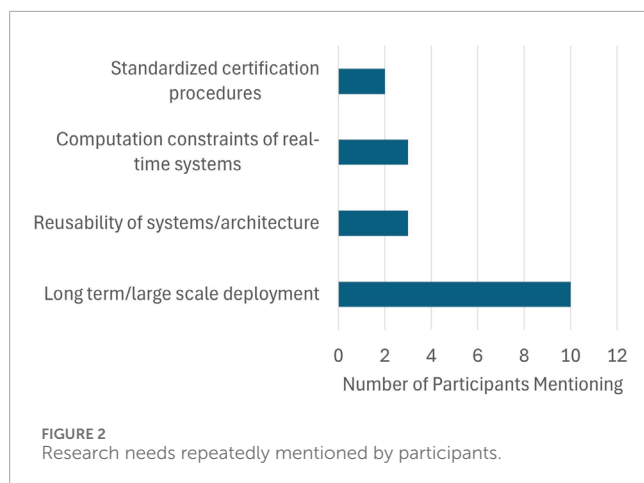 Standardized certification
procedures
Computation constraints of real-
time systems
Reusability of systems/architecture
Long term/large scale deployment
0 2 4 6 8 10 12
Number of Participants Mentioning
FIGURE 2
Research needs repeatedly mentioned by participants.